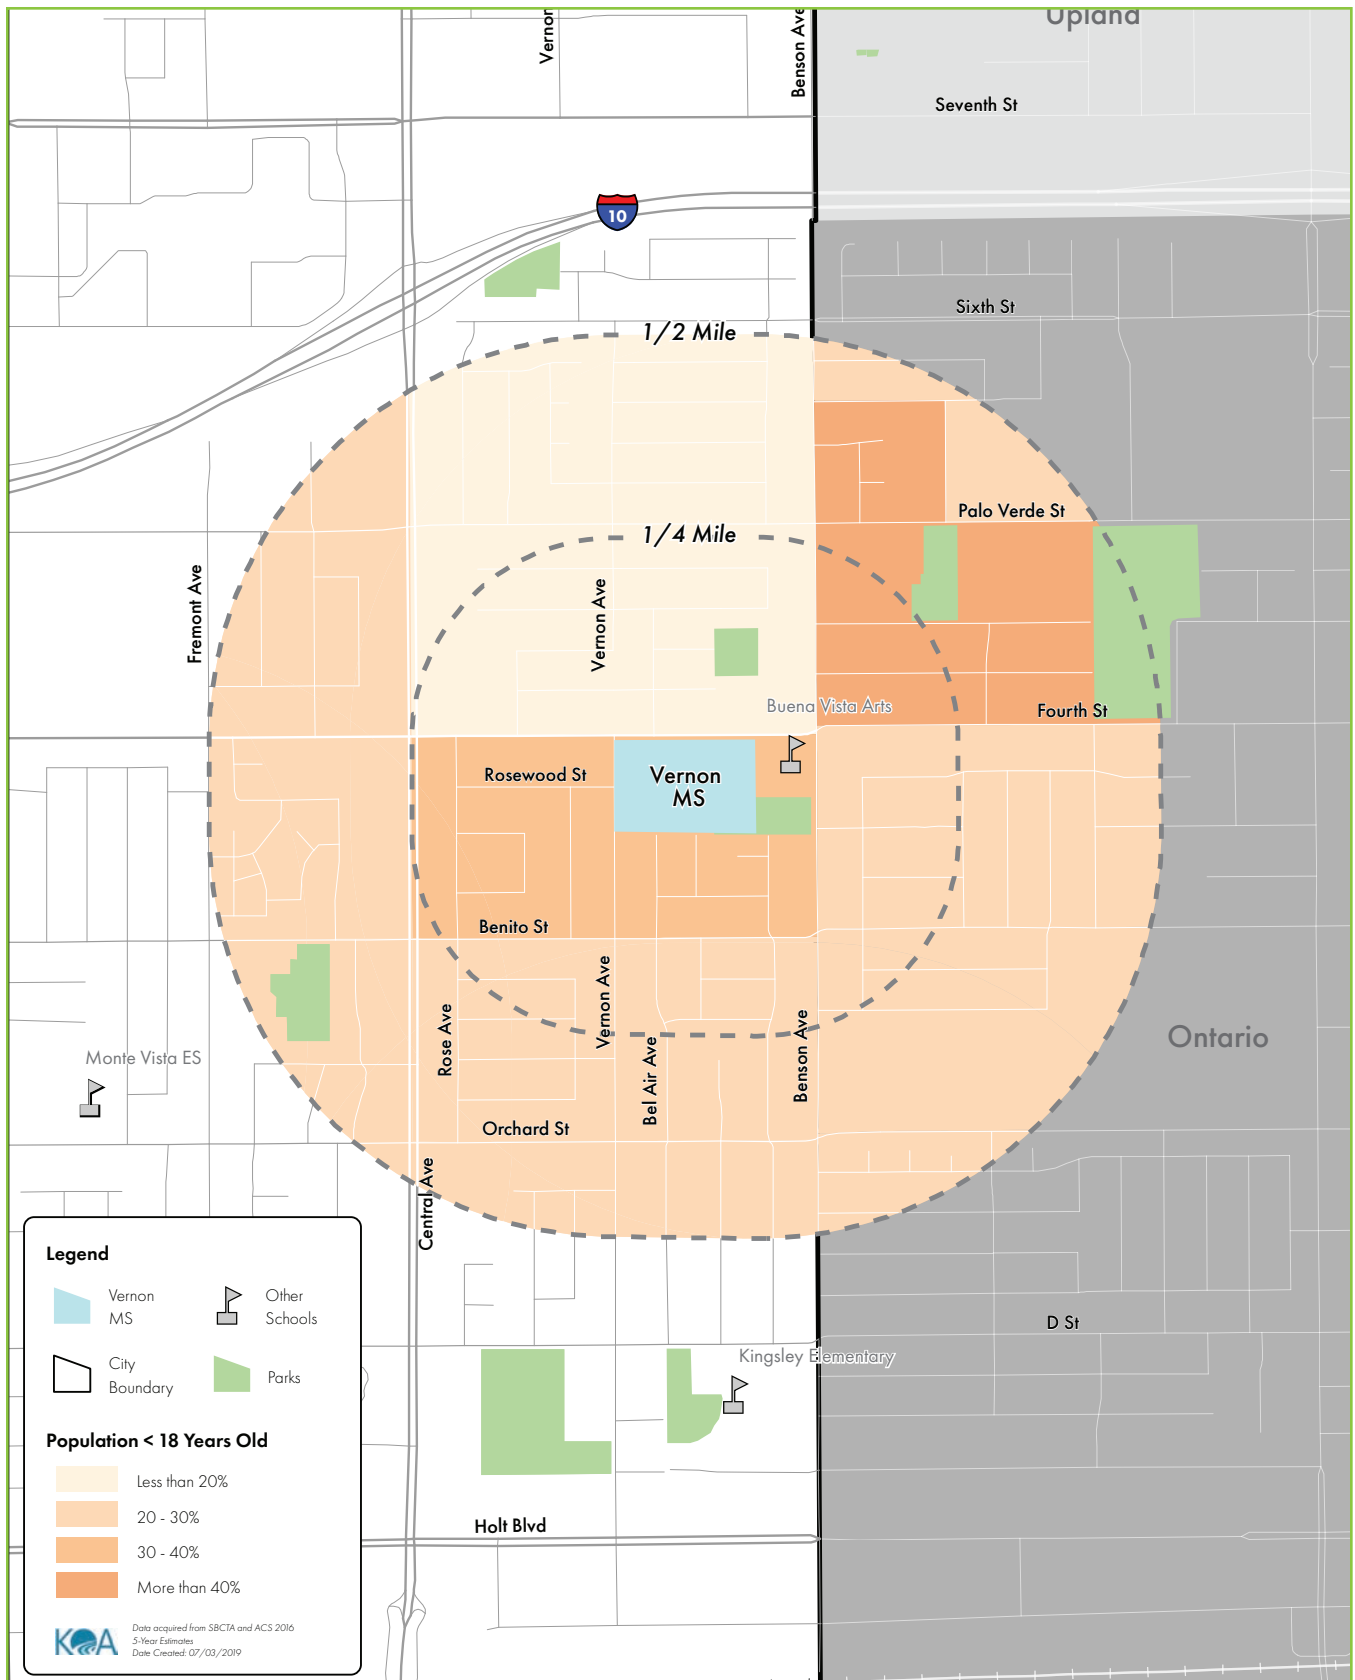 Upland
Vernon
Benson Ave
Seventh St
10
Sixth St
1/2 Mile
Palo Verde St
1/4 Mile
Fremont Ave
Vernon Ave
Buena Vista Arts
Fourth St
Rosewood St
Vernon
MS
Benito St
Vernon Ave
Rose Ave
Benson Ave
Bel Air Ave
Ontario
Monte Vista ES
Orchard St
Central Ave
Legend
Vernon
MS
Other
Schools
City
Boundary
Parks
Population < 18 Years Old
Less than 20%
20 - 30%
30 - 40%
More than 40%
KOA
Data acquired from SBCTA and ACS 2016
5-Year Estimates
Date Created: 07/03/2019
D St
Kingsley Elementary
Holt Blvd